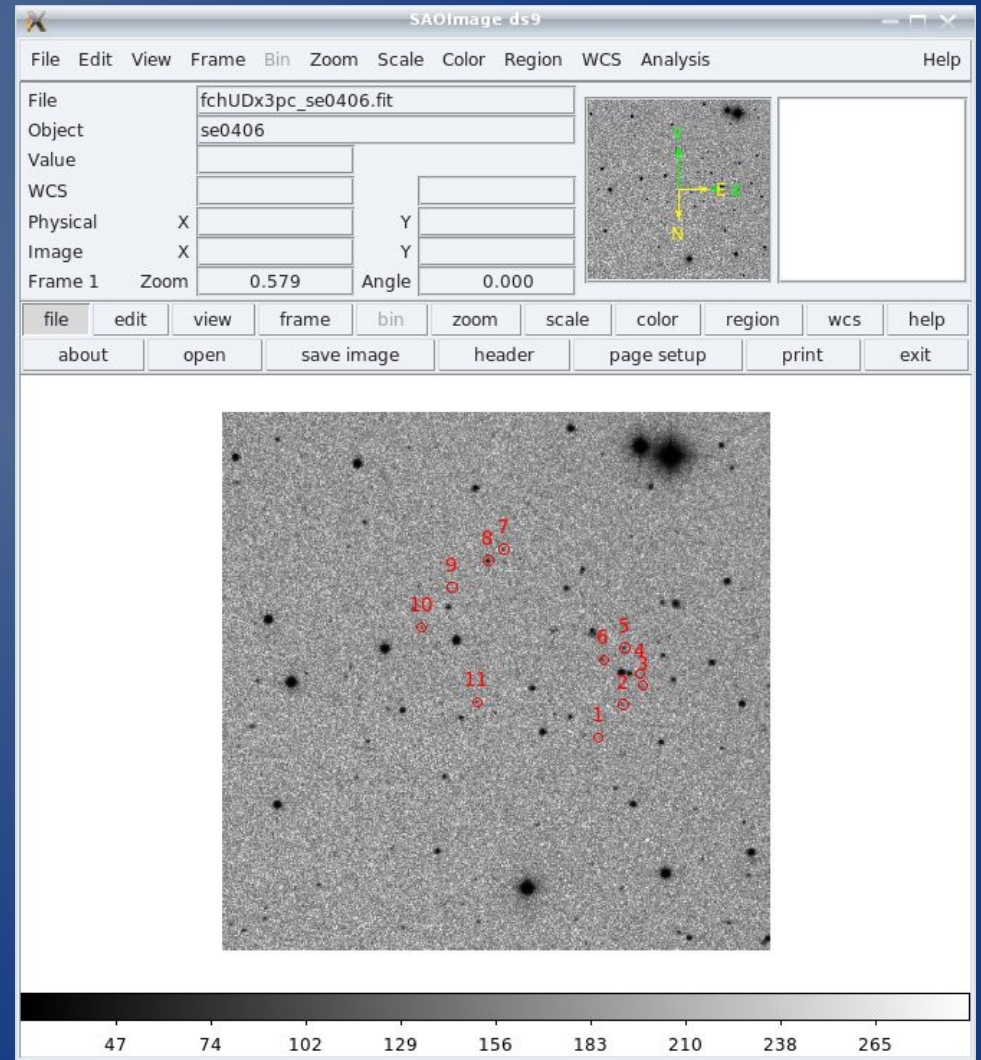 SAOImage ds9
File Edit View Frame Bin Zoom Scale Color Region WCS Analysis Help
File fchUDx3pc_se0406.fit
Object se0406
Value
WCS
Physical X Y
Image X Y
Frame 1 Zoom 0.579 Angle 0.000
Y
E
N
file edit view frame bin zoom scale color region wcs help
about open save image header page setup print exit
7
8
9
10
5
6
4
3
11
2
1
47 74 102 129 156 183 210 238 265